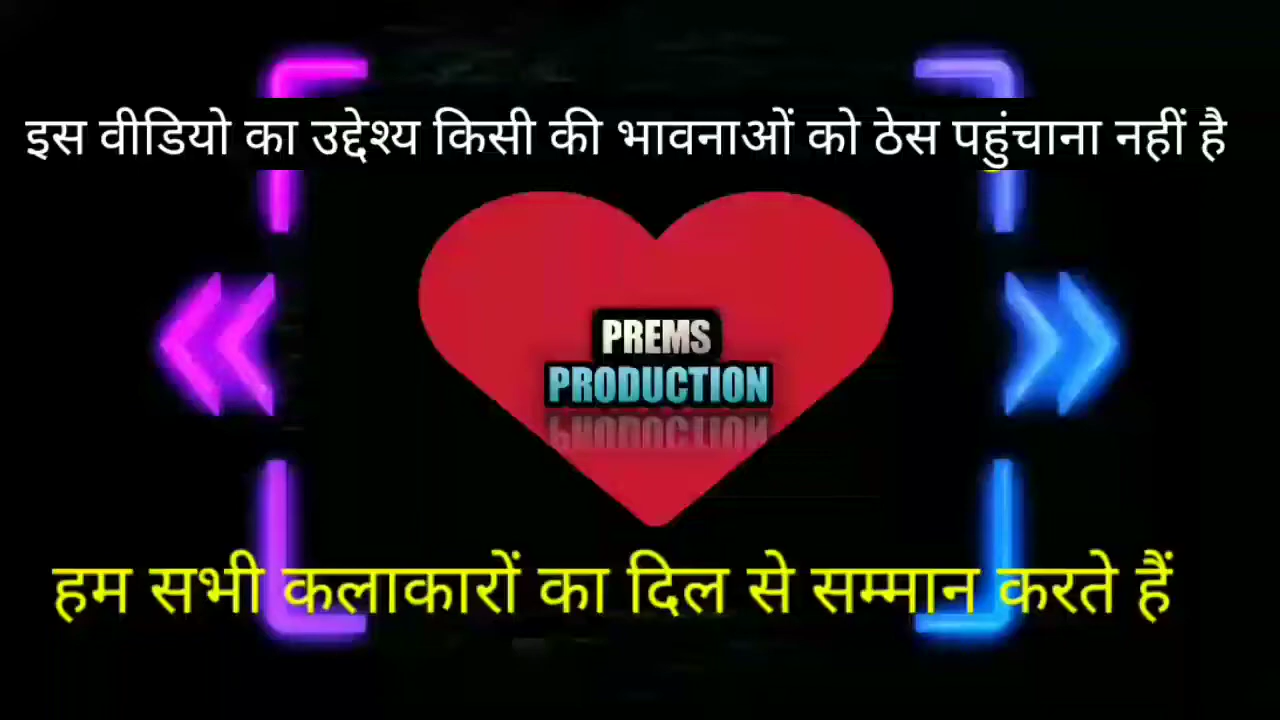 इस वीडियो का उद्देश्य किसी की भावनाओं को ठेस पहुंचाना नहीं है
PREMS
PRODUCTION
हम सभी कलाकारों का दिल से सम्मान करते हैं